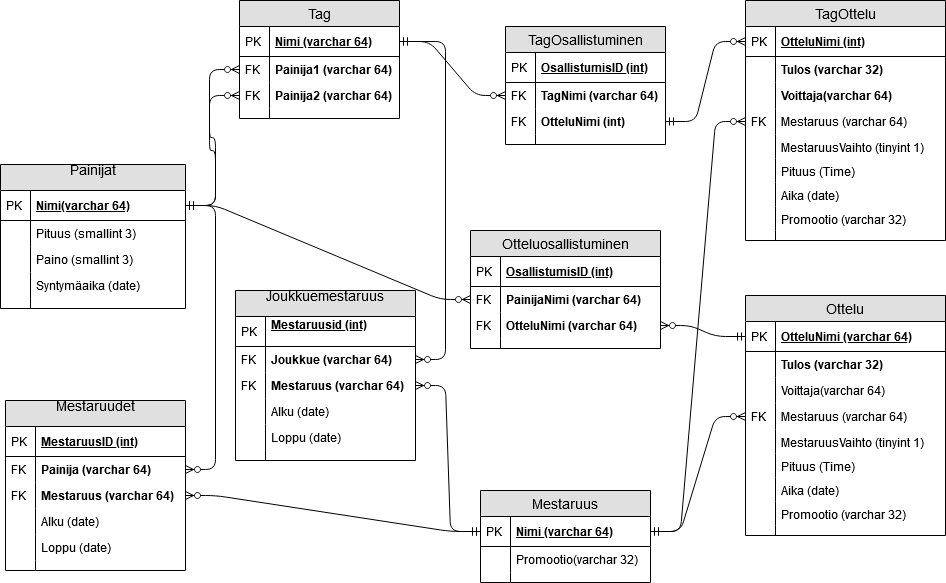 Tag
PK Nimi (varchar 64)
FK Painija1 (varchar 64)
FK Painija2 (varchar 64)
TagOsallistuminen
PK OsallistumisID (int)
FK TagNimi (varchar 64)
FK OtteluNimi (int)
TagOttelu
PK OtteluNimi (int)
Tulos (varchar 32)
Voittaja(varchar 64)
FK Mestaruus (varchar 64)
MestaruusVaihto (tinyint 1)
Pituus (Time)
Aika (date)
Promootio (varchar 32)
Painijat
PK Nimi(varchar 64)
Pituus (smallint 3)
Paino (smallint 3)
Syntymäaika (date)
Otteluosallistuminen
PK OsallistumisID (int)
FK PainijaNimi (varchar 64)
FK OtteluNimi (varchar 64)
Joukkuemestaruus
PK Mestaruusid (int)
FK Joukkue (varchar 64)
FK Mestaruus (varchar 64)
Alku (date)
Loppu (date)
Ottelu
PK OtteluNimi (varchar 64)
Tulos (varchar 32)
Voittaja(varchar 64)
FK Mestaruus (varchar 64)
MestaruusVaihto (tinyint 1)
Pituus (Time)
Aika (date)
Promootio (varchar 32)
Mestaruudet
PK MestaruusID (int)
FK Painija (varchar 64)
FK Mestaruus (varchar 64)
Alku (date)
Loppu (date)
Mestaruus
PK Nimi (varchar 64)
Promootio(varchar 32)